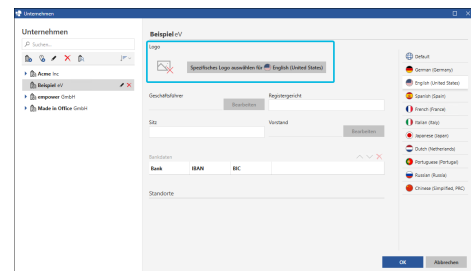 Unternehmen
Unternehmen
Suchen...
Acme Inc
Beispiel eV
empower GmbH
Made in Office GmbH
Beispiel eV
Logo
Spezifisches Logo auswählen für English (United States)
Geschäftsführer
Bearbeiten
Registergericht
Sitz
Vorstand
Bearbeiten
Bankdaten
Bank IBAN BIC
Standorte
Default
German (Germany)
English (United States)
Spanish (Spain)
French (France)
Italian (Italy)
Japanese (Japan)
Dutch (Netherlands)
Portuguese (Portugal)
Russian (Russia)
Chinese (Simplified, PRC)
OK Abbrechen